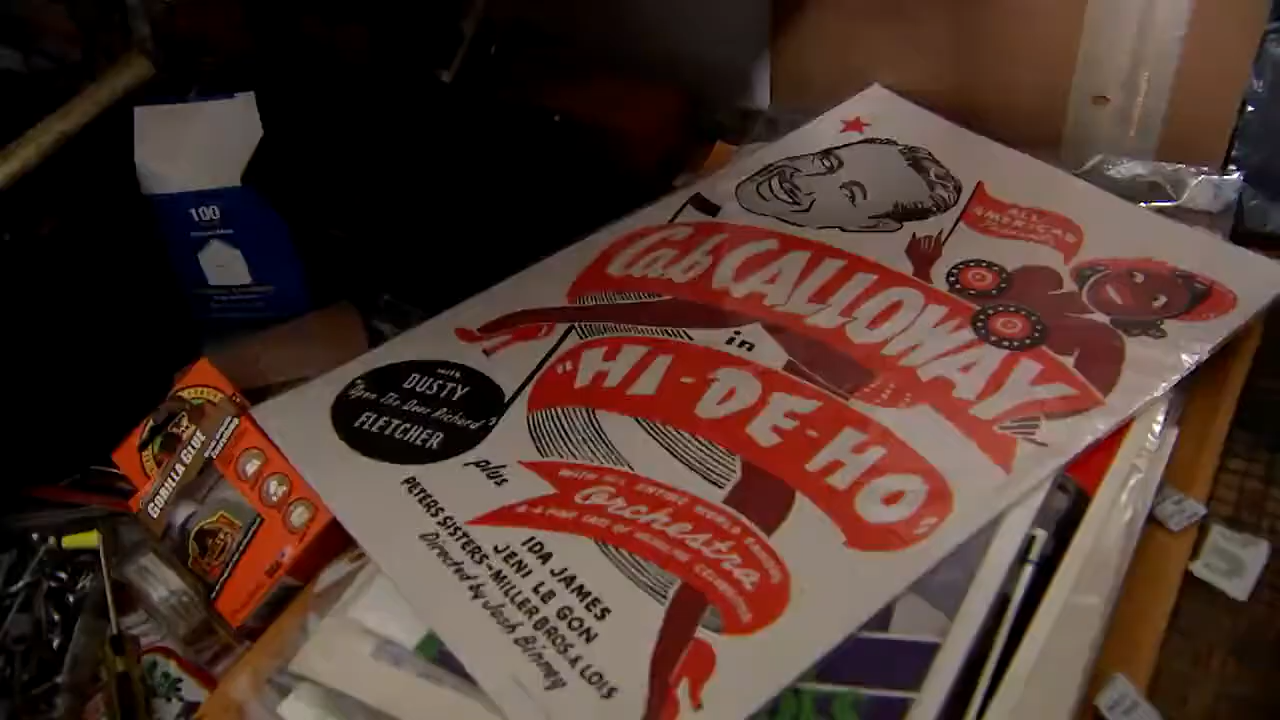 100
ALL
AMERICAN
Presents
Cab CALLOWAY
in
"HI-DE-HO"
with
DUSTY
"Open The Door Richard"
FLETCHER
plus
WITH HIS ENTIRE WORLD FAMOUS
Orchestra
IDA JAMES
JENI LE GON
PETERS SISTERS-MILLER BROS. & LOIS
Directed by Josh Binney
GORILLA GLUE